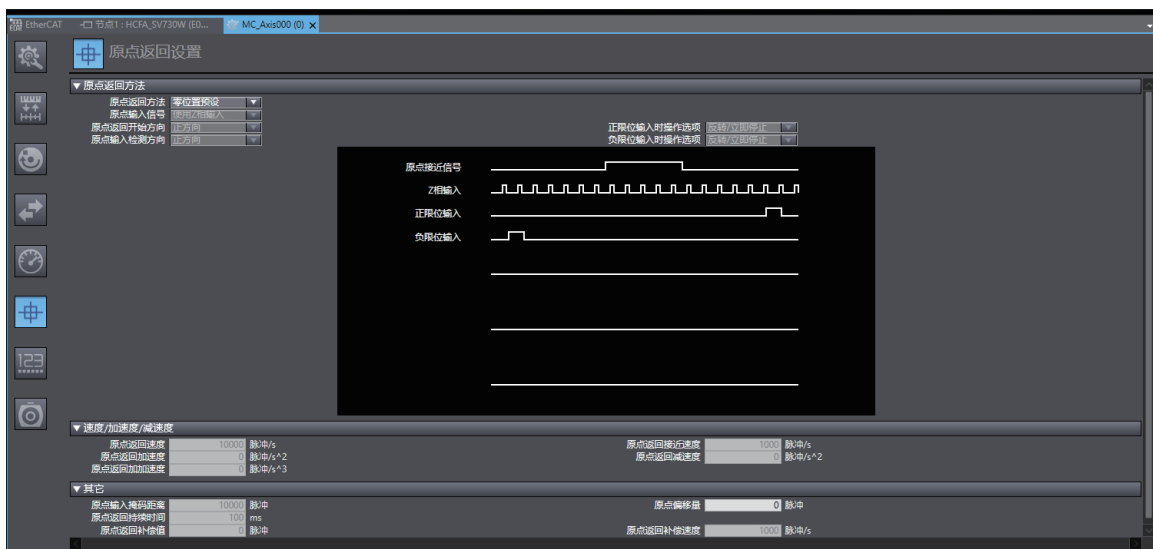 EtherCAT 节点1 : HCFA_SV730W (E0... MC_Axis000 (0)
原点返回设置
▼原点返回方法
原点返回方法 零位置预设
原点输入信号 使用Z相输入
原点返回开始方向 正方向 正限位输入时操作选项 反转/立即停止
原点输入检测方向 正方向 负限位输入时操作选项 反转/立即停止
原点接近信号
Z相输入
正限位输入
负限位输入
123
▼速度/加速度/减速度
原点返回速度 10000 脉冲/s 原点返回接近速度 1000 脉冲/s
原点返回加速度 0 脉冲/s^2 原点返回减速度 0 脉冲/s^2
原点返回加加速度 0 脉冲/s^3
▼其它
原点输入掩码距离 10000 脉冲 原点偏移量 0 脉冲
原点返回持续时间 100 ms
原点返回补偿值 0 脉冲 原点返回补偿速度 1000 脉冲/s